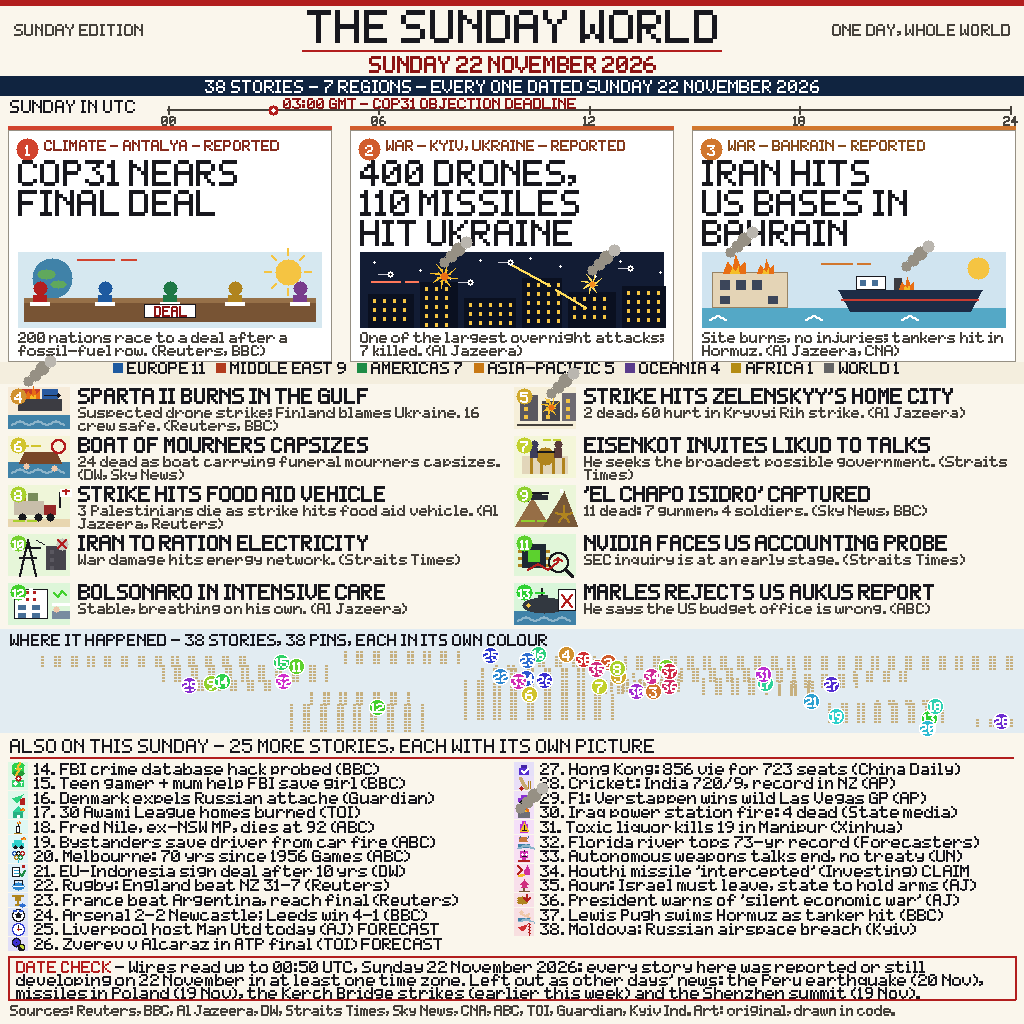 THE SUNDAY WORLD
SUNDAY EDITION
ONE DAY, WHOLE WORLD
SUNDAY 22 NOVEMBER 2026
38 STORIES – 7 REGIONS – EVERY ONE DATED SUNDAY 22 NOVEMBER 2026
SUNDAY IN UTC
03:00 GMT – COP31 OBJECTION DEADLINE
00 06 12 18 24
1 CLIMATE – ANTALYA – REPORTED
COP31 NEARS
FINAL DEAL
DEAL
200 nations race to a deal after a
fossil-fuel row. (Reuters, BBC)
2 WAR – KYIV, UKRAINE – REPORTED
400 DRONES,
110 MISSILES
HIT UKRAINE
One of the largest overnight attacks;
7 killed. (Al Jazeera)
3 WAR – BAHRAIN – REPORTED
IRAN HITS
US BASES IN
BAHRAIN
Site burns, no injuries; tankers hit in
Hormuz. (Al Jazeera, CNA)
EUROPE 11 MIDDLE EAST 9 AMERICAS 7 ASIA-PACIFIC 5 OCEANIA 4 AFRICA 1 WORLD 1
4 SPARTA II BURNS IN THE GULF
Suspected drone strike; Finland blames Ukraine. 16
crew safe. (Reuters, BBC)
5 STRIKE HITS ZELENSKYY'S HOME CITY
2 dead, 60 hurt in Kryvyi Rih strike. (Al Jazeera)
6 BOAT OF MOURNERS CAPSIZES
24 dead as boat carrying funeral mourners capsizes.
(DW, Sky News)
7 EISENKOT INVITES LIKUD TO TALKS
He seeks the broadest possible government. (Straits
Times)
8 STRIKE HITS FOOD AID VEHICLE
3 Palestinians die as strike hits food aid vehicle. (Al
Jazeera, Reuters)
9 'EL CHAPO ISIDRO' CAPTURED
11 dead: 7 gunmen, 4 soldiers. (Sky News, BBC)
10 IRAN TO RATION ELECTRICITY
War damage hits energy network. (Straits Times)
11 NVIDIA FACES US ACCOUNTING PROBE
SEC inquiry is at an early stage. (Straits Times)
12 BOLSONARO IN INTENSIVE CARE
Stable, breathing on his own. (Al Jazeera)
13 MARLES REJECTS US AUKUS REPORT
He says the US budget office is wrong. (ABC)
WHERE IT HAPPENED – 38 STORIES, 38 PINS, EACH IN ITS OWN COLOUR
ALSO ON THIS SUNDAY – 25 MORE STORIES, EACH WITH ITS OWN PICTURE
14. FBI crime database hack probed (BBC)
15. Teen gamer + mum help FBI save girl (BBC)
16. Denmark expels Russian attache (Guardian)
17. 30 Awami League homes burned (TOI)
18. Fred Nile, ex-NSW MP, dies at 92 (ABC)
19. Bystanders save driver from car fire (ABC)
20. Melbourne: 70 yrs since 1956 Games (ABC)
21. EU-Indonesia sign deal after 10 yrs (DW)
22. Rugby: England beat NZ 31-7 (Reuters)
23. France beat Argentina, reach final (Reuters)
24. Arsenal 2-2 Newcastle; Leeds win 4-1 (BBC)
25. Liverpool host Man Utd today (AJ) FORECAST
26. Zverev v Alcaraz in ATP final (TOI) FORECAST
27. Hong Kong: 856 vie for 723 seats (China Daily)
28. Cricket: India 720/9, record in NZ (AP)
29. F1: Verstappen wins wild Las Vegas GP (AP)
30. Iraq power station fire: 4 dead (State media)
31. Toxic liquor kills 19 in Manipur (Xinhua)
32. Florida river tops 73-yr record (Forecasters)
33. Autonomous weapons talks end, no treaty (UN)
34. Houthi missile 'intercepted' (Investing) CLAIM
35. Aoun: Israel must leave, state to hold arms (AJ)
36. President warns of 'silent economic war' (AJ)
37. Lewis Pugh swims Hormuz as tanker hit (BBC)
38. Moldova: Russian airspace breach (Kyiv)
DATE CHECK – Wires read up to 00:50 UTC, Sunday 22 November 2026: every story here was reported or still
developing on 22 November in at least one time zone. Left out as other days' news: the Peru earthquake (20 Nov),
missiles in Poland (19 Nov), the Kerch Bridge strikes (earlier this week) and the Shenzhen summit (19 Nov).
Sources: Reuters, BBC, Al Jazeera, DW, Straits Times, Sky News, CNA, ABC, TOI, Guardian, Kyiv Ind. Art: original, drawn in code.